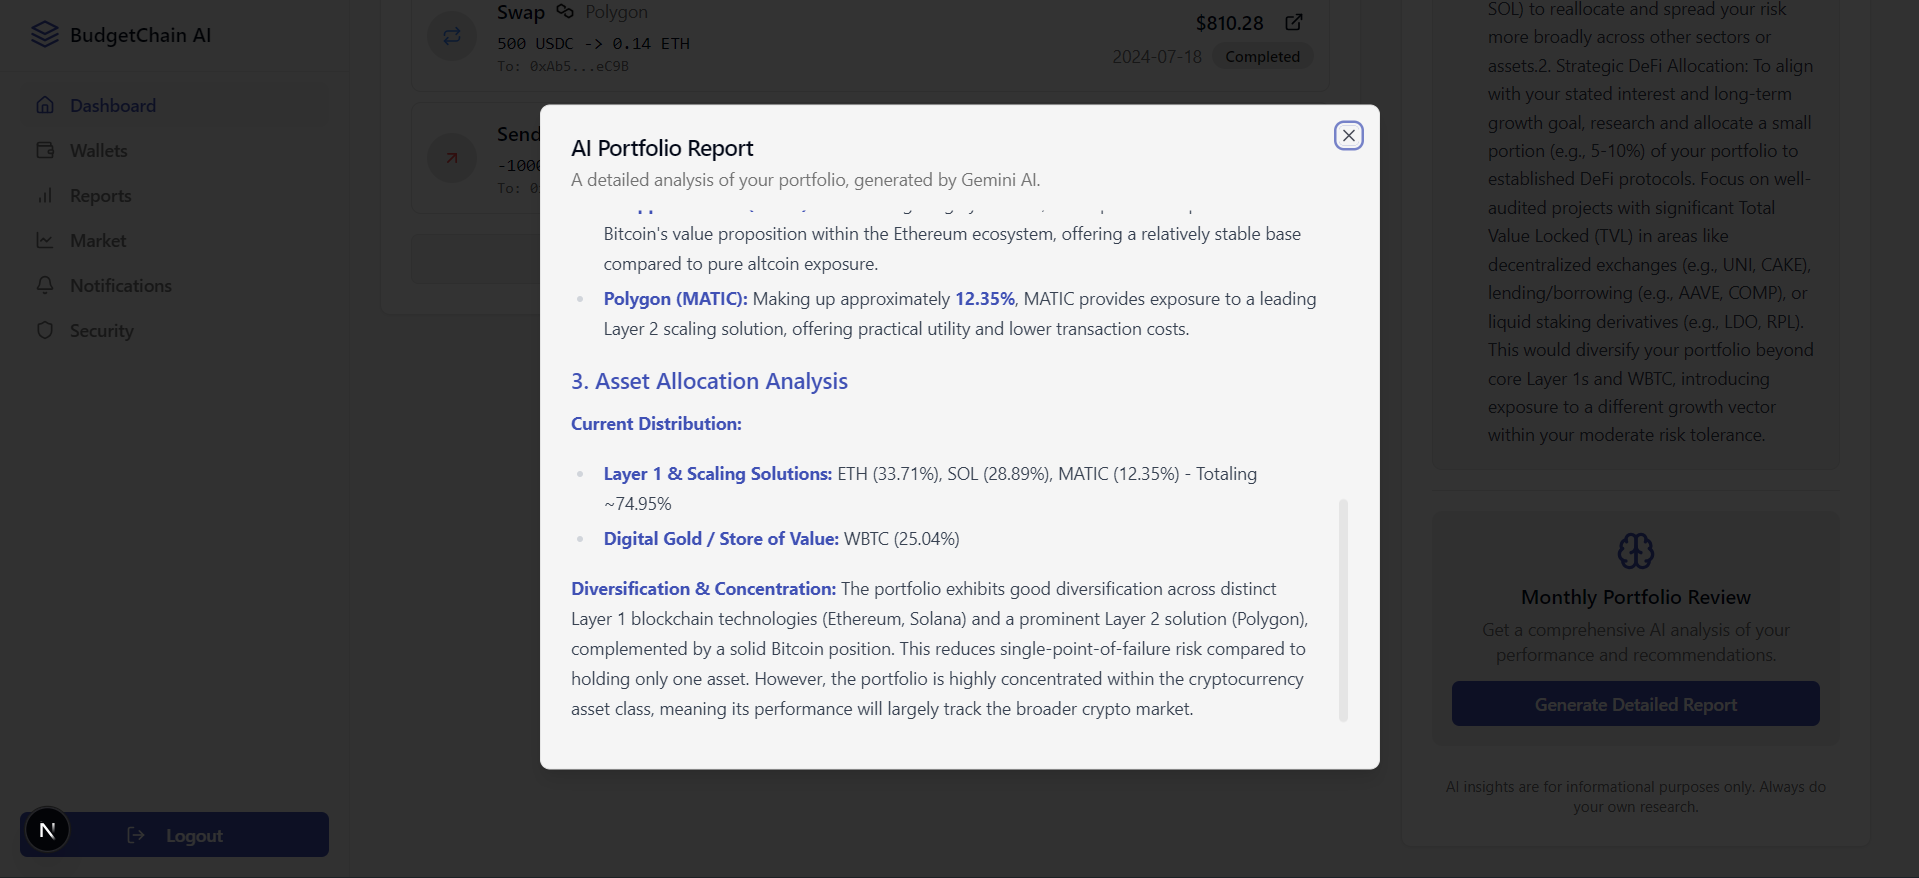 BudgetChain AI
Dashboard
Wallets
Reports
Market
Notifications
Security
N
Logout
Swap Polygon
500 USDC -> 0.14 ETH
To: 0xAb5...eC9B
$810.28
2024-07-18 Completed
Send
-1000
To: 0
AI Portfolio Report
A detailed analysis of your portfolio, generated by Gemini AI.
Bitcoin's value proposition within the Ethereum ecosystem, offering a relatively stable base
compared to pure altcoin exposure.
Polygon (MATIC): Making up approximately 12.35%, MATIC provides exposure to a leading
Layer 2 scaling solution, offering practical utility and lower transaction costs.
3. Asset Allocation Analysis
Current Distribution:
Layer 1 & Scaling Solutions: ETH (33.71%), SOL (28.89%), MATIC (12.35%) - Totaling
~74.95%
Digital Gold / Store of Value: WBTC (25.04%)
Diversification & Concentration: The portfolio exhibits good diversification across distinct
Layer 1 blockchain technologies (Ethereum, Solana) and a prominent Layer 2 solution (Polygon),
complemented by a solid Bitcoin position. This reduces single-point-of-failure risk compared to
holding only one asset. However, the portfolio is highly concentrated within the cryptocurrency
asset class, meaning its performance will largely track the broader crypto market.
SOL) to reallocate and spread your risk
more broadly across other sectors or
assets.2. Strategic DeFi Allocation: To align
with your stated interest and long-term
growth goal, research and allocate a small
portion (e.g., 5-10%) of your portfolio to
established DeFi protocols. Focus on well-
audited projects with significant Total
Value Locked (TVL) in areas like
decentralized exchanges (e.g., UNI, CAKE),
lending/borrowing (e.g., AAVE, COMP), or
liquid staking derivatives (e.g., LDO, RPL).
This would diversify your portfolio beyond
core Layer 1s and WBTC, introducing
exposure to a different growth vector
within your moderate risk tolerance.
Monthly Portfolio Review
Get a comprehensive AI analysis of your
performance and recommendations.
Generate Detailed Report
AI insights are for informational purposes only. Always do
your own research.